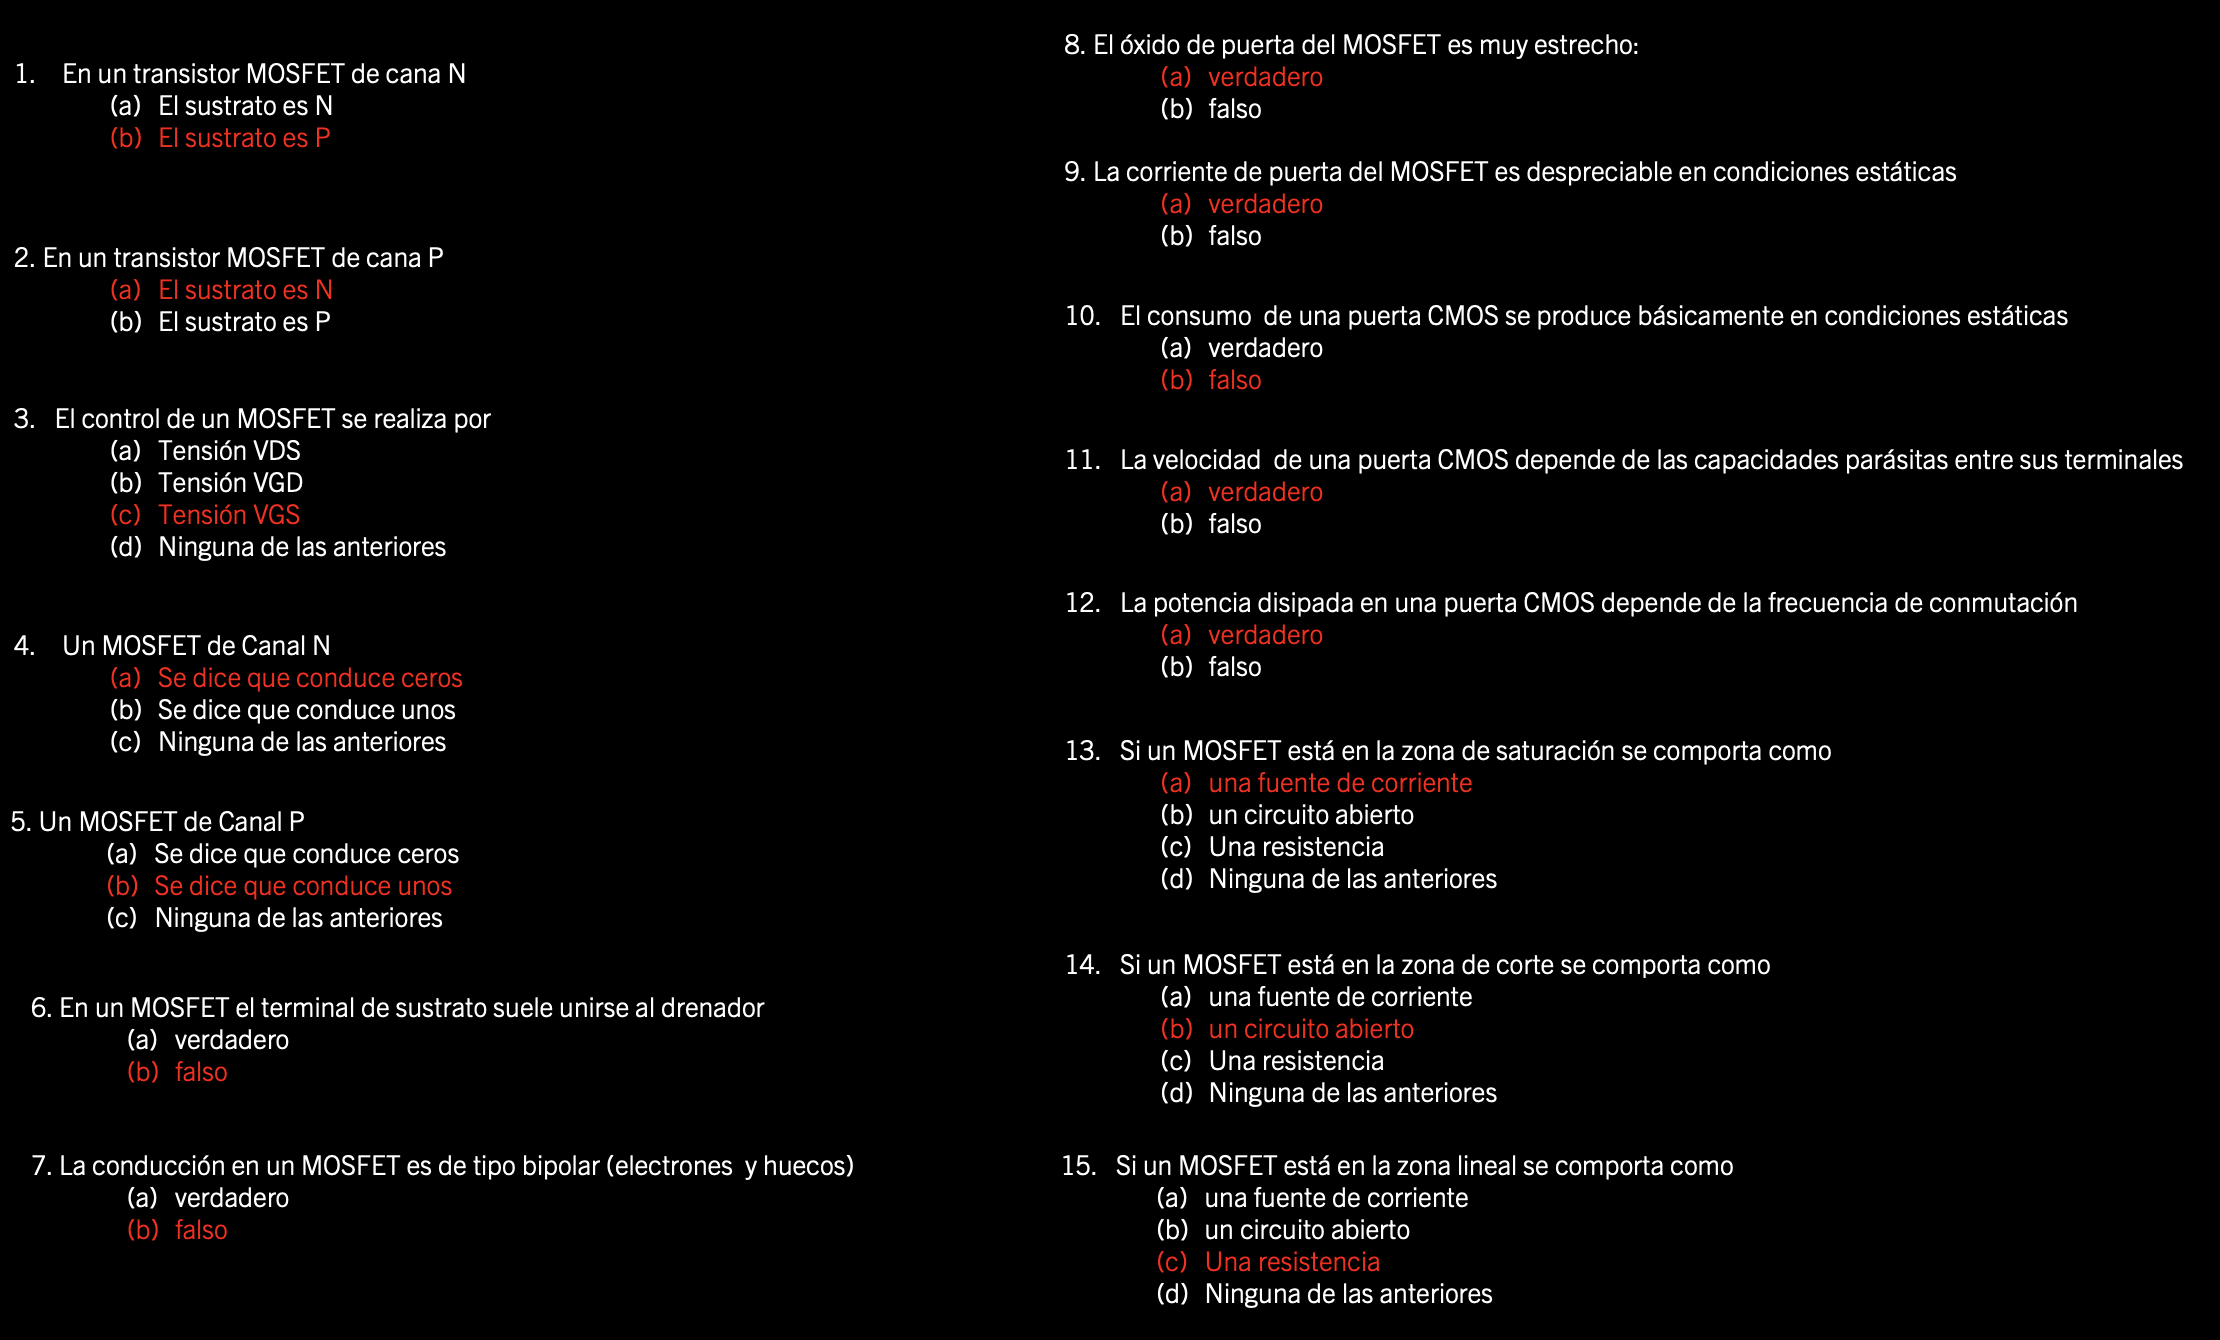 1. En un transistor MOSFET de cana N
(a) El sustrato es N
(b) El sustrato es P
2. En un transistor MOSFET de cana P
(a) El sustrato es N
(b) El sustrato es P
3. El control de un MOSFET se realiza por
(a) Tensión VDS
(b) Tensión VGD
(c) Tensión VGS
(d) Ninguna de las anteriores
4. Un MOSFET de Canal N
(a) Se dice que conduce ceros
(b) Se dice que conduce unos
(c) Ninguna de las anteriores
5. Un MOSFET de Canal P
(a) Se dice que conduce ceros
(b) Se dice que conduce unos
(c) Ninguna de las anteriores
6. En un MOSFET el terminal de sustrato suele unirse al drenador
(a) verdadero
(b) falso
7. La conducción en un MOSFET es de tipo bipolar (electrones y huecos)
(a) verdadero
(b) falso
8. El óxido de puerta del MOSFET es muy estrecho:
(a) verdadero
(b) falso
9. La corriente de puerta del MOSFET es despreciable en condiciones estáticas
(a) verdadero
(b) falso
10. El consumo de una puerta CMOS se produce básicamente en condiciones estáticas
(a) verdadero
(b) falso
11. La velocidad de una puerta CMOS depende de las capacidades parásitas entre sus terminales
(a) verdadero
(b) falso
12. La potencia disipada en una puerta CMOS depende de la frecuencia de conmutación
(a) verdadero
(b) falso
13. Si un MOSFET está en la zona de saturación se comporta como
(a) una fuente de corriente
(b) un circuito abierto
(c) Una resistencia
(d) Ninguna de las anteriores
14. Si un MOSFET está en la zona de corte se comporta como
(a) una fuente de corriente
(b) un circuito abierto
(c) Una resistencia
(d) Ninguna de las anteriores
15. Si un MOSFET está en la zona lineal se comporta como
(a) una fuente de corriente
(b) un circuito abierto
(c) Una resistencia
(d) Ninguna de las anteriores